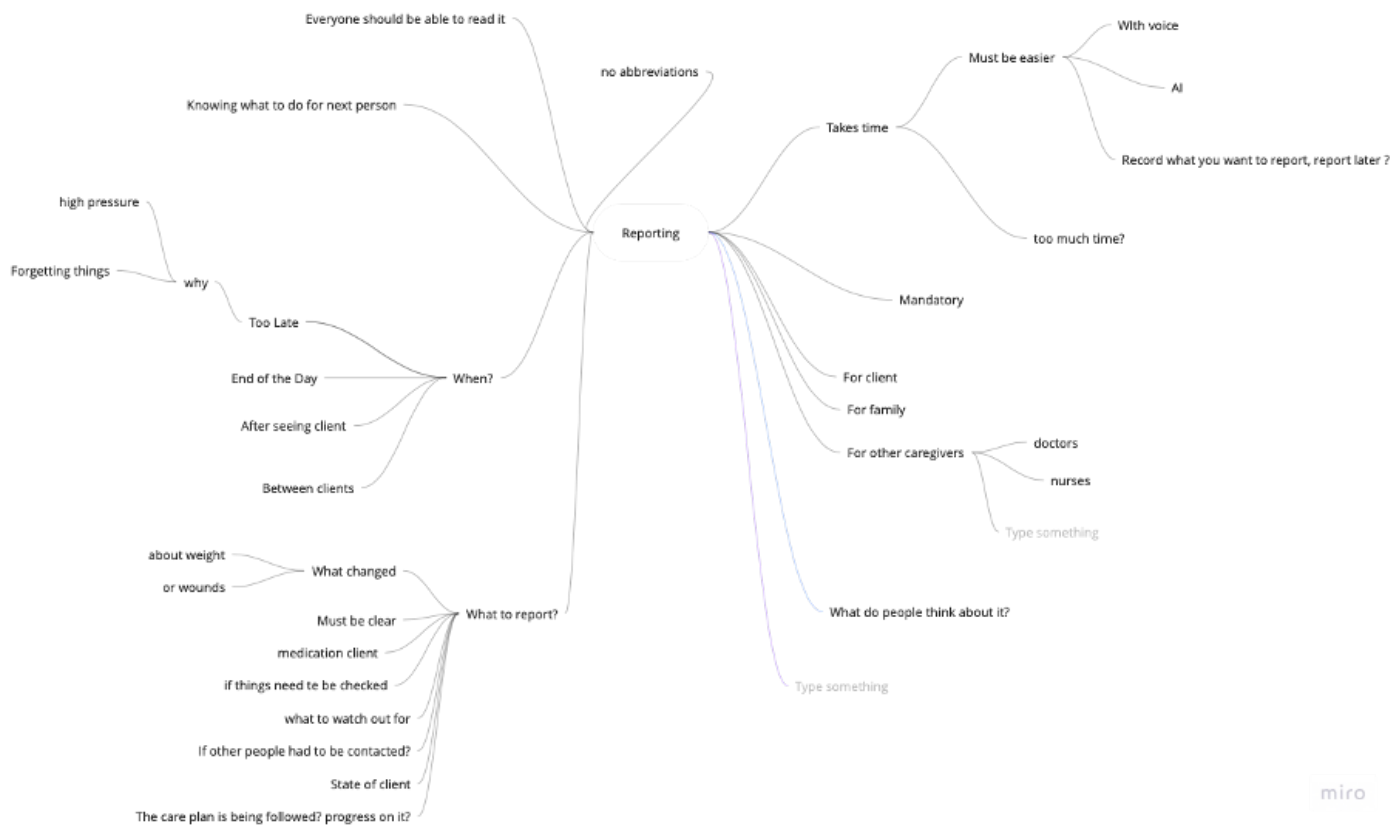 Everyone should be able to read it
no abbreviations
Knowing what to do for next person
Reporting
Takes time
Must be easier
WIth voice
AI
Record what you want to report, report later ?
too much time?
Mandatory
For client
For family
For other caregivers
doctors
nurses
Type something
What do people think about it?
Type something
When?
Too Late
why
high pressure
Forgetting things
End of the Day
After seeing client
Between clients
What to report?
What changed
about weight
or wounds
Must be clear
medication client
if things need te be checked
what to watch out for
If other people had to be contacted?
State of client
The care plan is being followed? progress on it?
miro